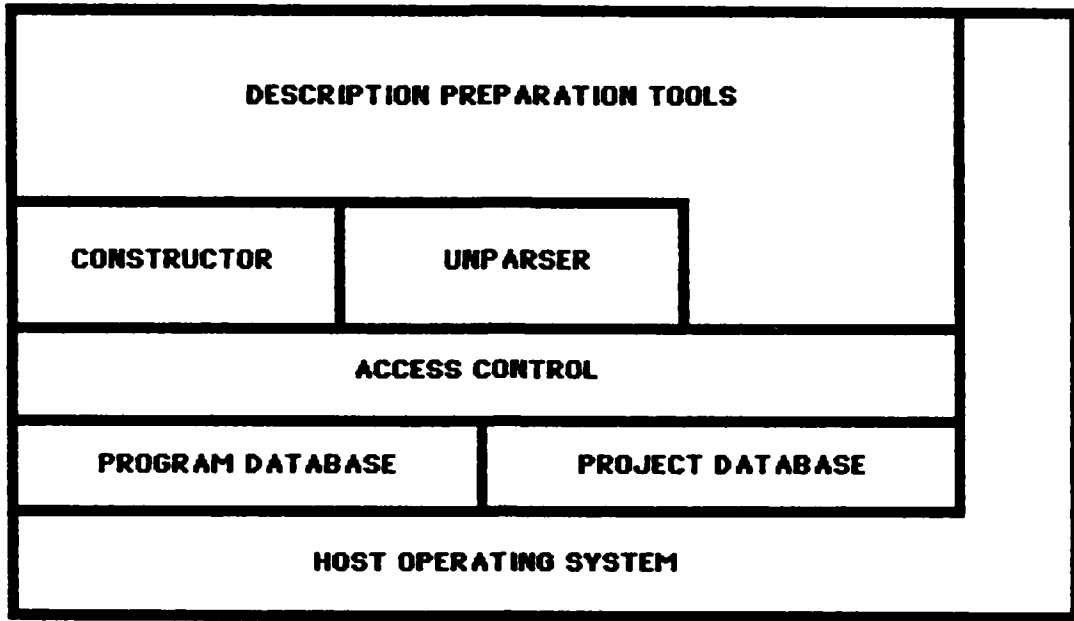 DESCRIPTION PREPARATION TOOLS
CONSTRUCTOR
UNPARSER
ACCESS CONTROL
PROGRAM DATABASE
PROJECT DATABASE
HOST OPERATING SYSTEM